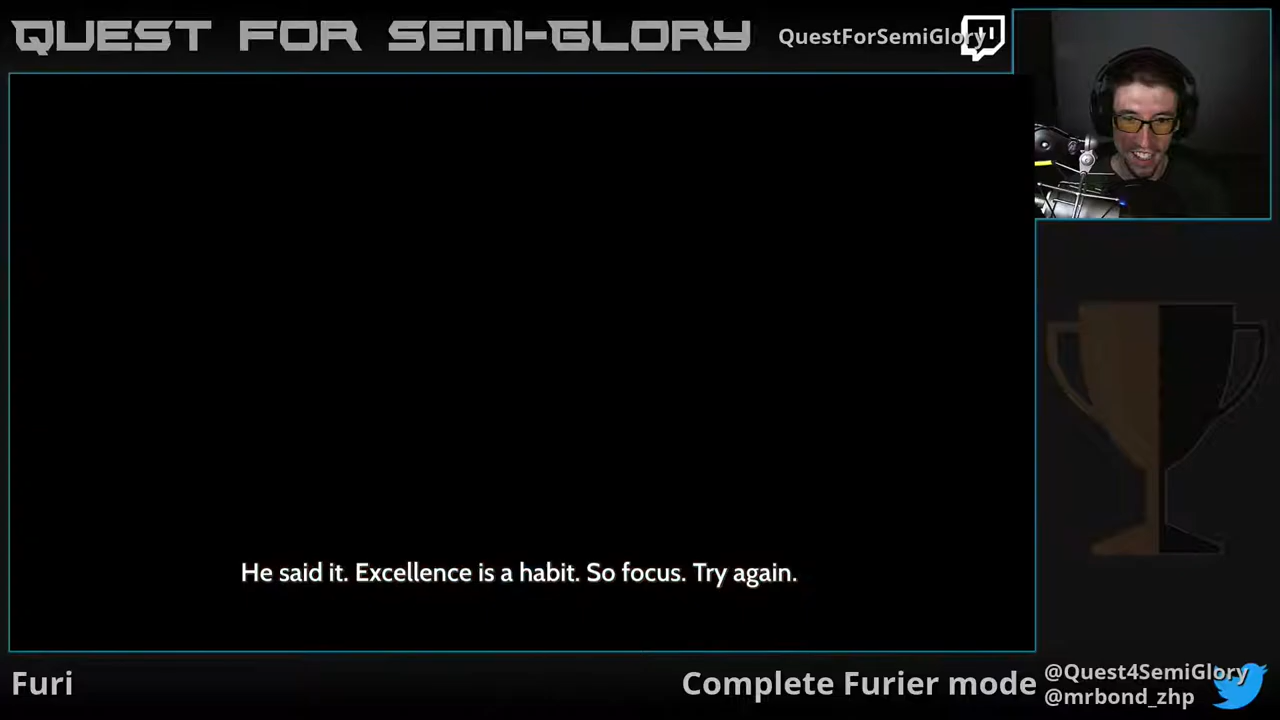 QUEST FOR SEMI-GLORY
QuestForSemiGlory
He said it. Excellence is a habit. So focus. Try again.
Furi
Complete Furier mode
@Quest4SemiGlory
@mrbond_zhp